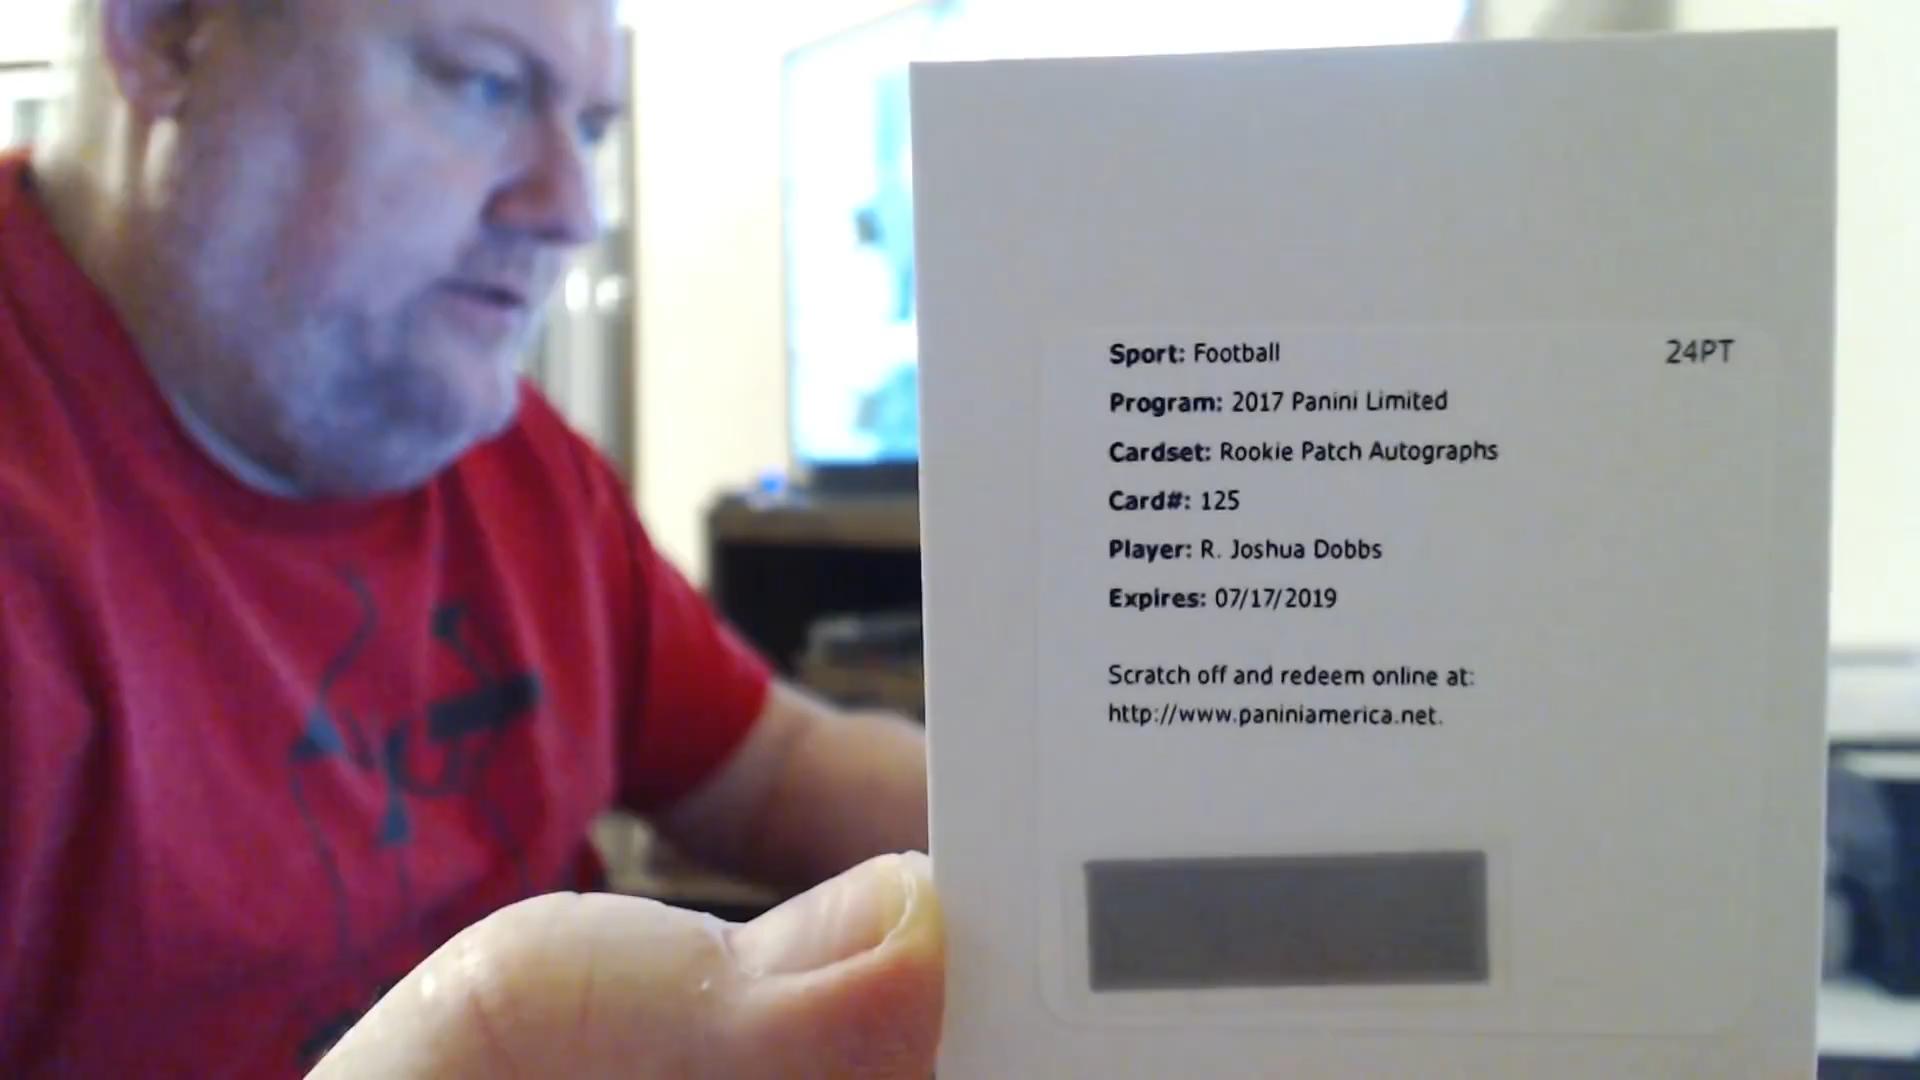 Sport: Football
24PT
Program: 2017 Panini Limited
Cardset: Rookie Patch Autographs
Card#: 125
Player: R. Joshua Dobbs
Expires: 07/17/2019
Scratch off and redeem online at:
http://www.paniniamerica.net.